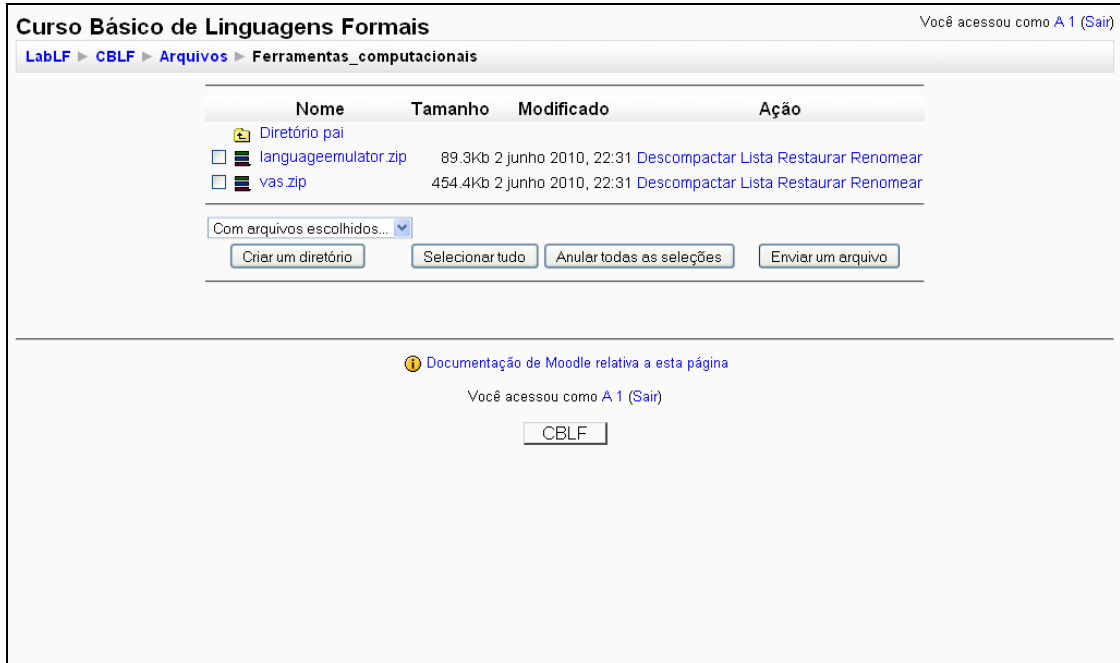 Curso Básico de Linguagens Formais
Você acessou como A 1 (Sair)
LabLF ► CBLF ► Arquivos ► Ferramentas_computacionais
Nome Tamanho Modificado Ação
Diretório pai
languageemulator.zip 89.3Kb 2 junho 2010, 22:31 Descompactar Lista Restaurar Renomear
vas.zip 454.4Kb 2 junho 2010, 22:31 Descompactar Lista Restaurar Renomear
Com arquivos escolhidos...
Criar um diretório Selecionar tudo Anular todas as seleções Enviar um arquivo
Documentação de Moodle relativa a esta página
Você acessou como A 1 (Sair)
CBLF